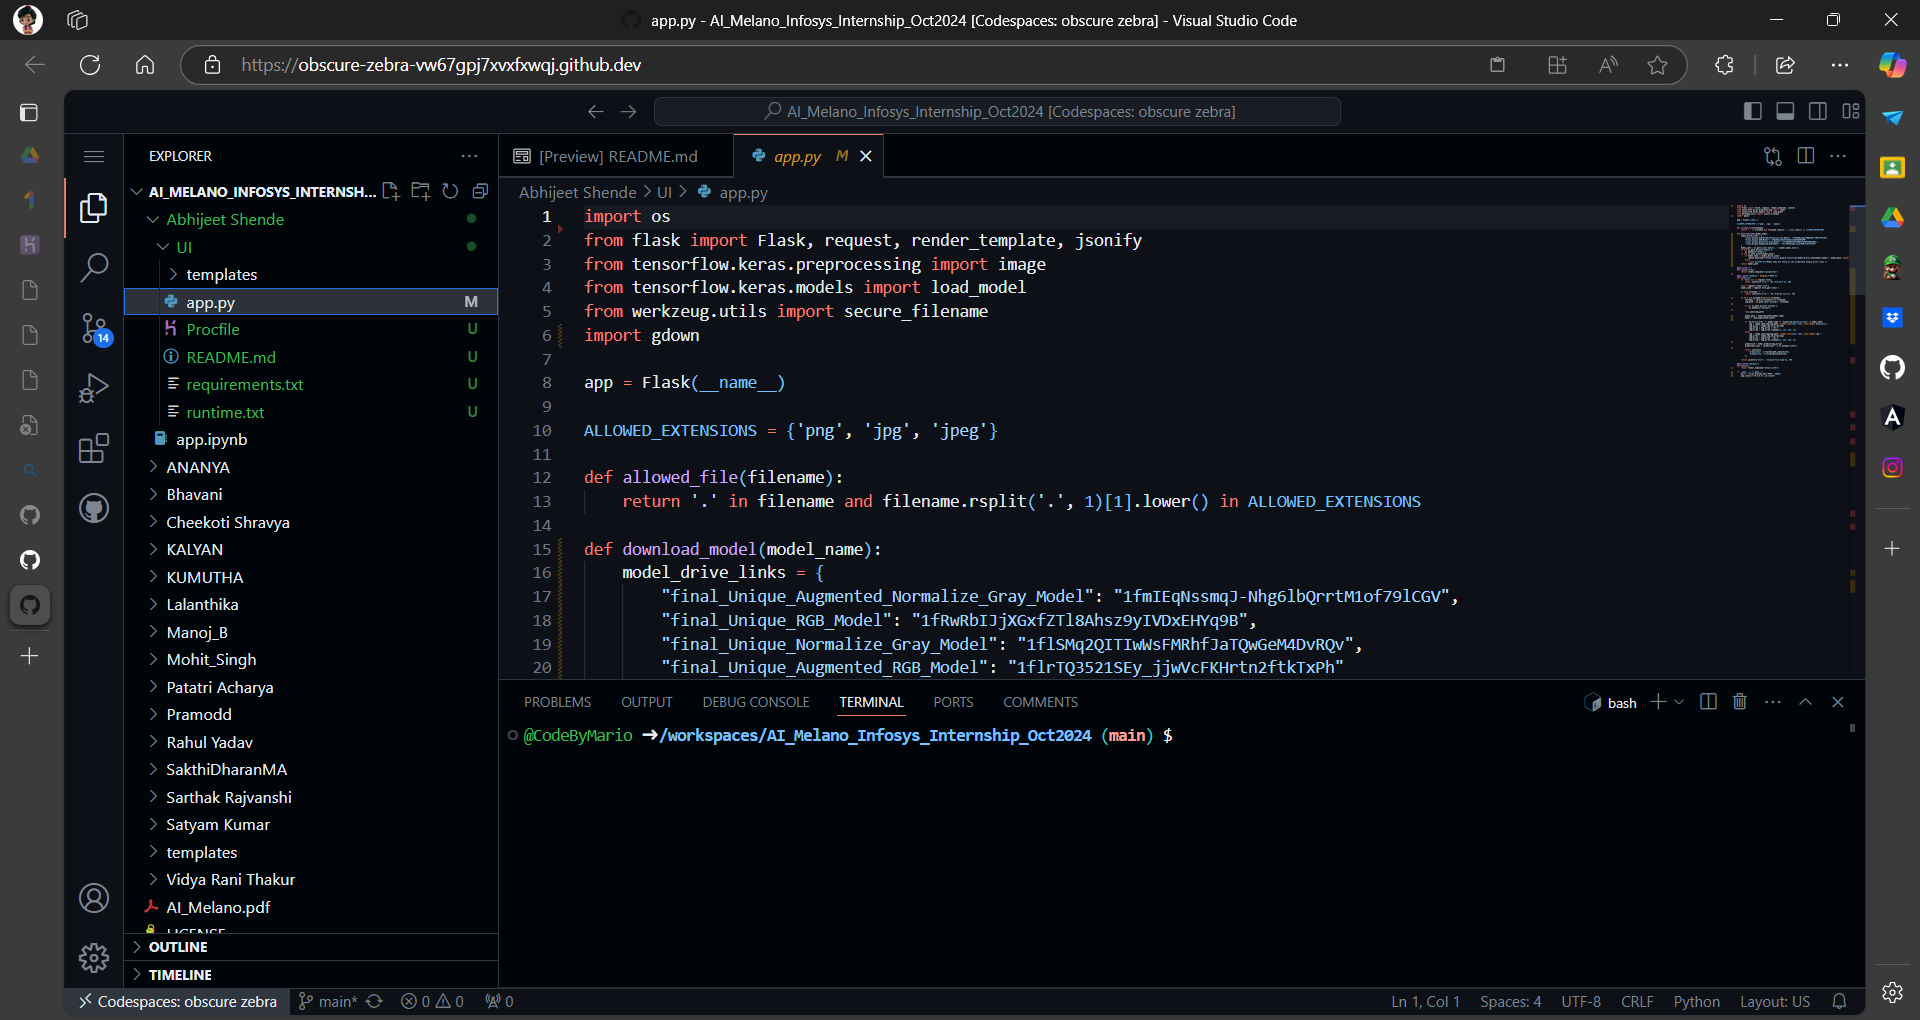 app.py - AI_Melano_Infosys_Internship_Oct2024 [Codespaces: obscure zebra] - Visual Studio Code
https://obscure-zebra-vw67gpj7xvxfxwqj.github.dev
AI_Melano_Infosys_Internship_Oct2024 [Codespaces: obscure zebra]
EXPLORER
AI_MELANO_INFOSYS_INTERNSH...
Abhijeet Shende
UI
templates
app.py M
Procfile U
README.md U
requirements.txt U
runtime.txt U
app.ipynb
ANANYA
Bhavani
Cheekoti Shravya
KALYAN
KUMUTHA
Lalanthika
Manoj_B
Mohit_Singh
Patatri Acharya
Pramodd
Rahul Yadav
SakthiDharanMA
Sarthak Rajvanshi
Satyam Kumar
templates
Vidya Rani Thakur
AI_Melano.pdf
LICENSE
OUTLINE
TIMELINE
14
[Preview] README.md
app.py M
Abhijeet Shende > UI > app.py
1 import os
2 from flask import Flask, request, render_template, jsonify
3 from tensorflow.keras.preprocessing import image
4 from tensorflow.keras.models import load_model
5 from werkzeug.utils import secure_filename
6 import gdown
7
8 app = Flask(__name__)
9
10 ALLOWED_EXTENSIONS = {'png', 'jpg', 'jpeg'}
11
12 def allowed_file(filename):
13 return '.' in filename and filename.rsplit('.', 1)[1].lower() in ALLOWED_EXTENSIONS
14
15 def download_model(model_name):
16 model_drive_links = {
17 "final_Unique_Augmented_Normalize_Gray_Model": "1fmIEqNssmqJ-Nhg6lbQrrtM1of79lCGV",
18 "final_Unique_RGB_Model": "1fRwRbIJjXGxfZTl8Ahsz9yIVDxEHYq9B",
19 "final_Unique_Normalize_Gray_Model": "1flSMq2QITIwWsFMRhfJaTQwGeM4DvRQv",
20 "final_Unique_Augmented_RGB_Model": "1flrTQ3521SEy_jjwVcFKHrtn2ftkTxPh"
PROBLEMS OUTPUT DEBUG CONSOLE TERMINAL PORTS COMMENTS
bash
@CodeByMario ➜/workspaces/AI_Melano_Infosys_Internship_Oct2024 (main) $
Codespaces: obscure zebra main* 0 0 0
Ln 1, Col 1 Spaces: 4 UTF-8 CRLF Python Layout: US